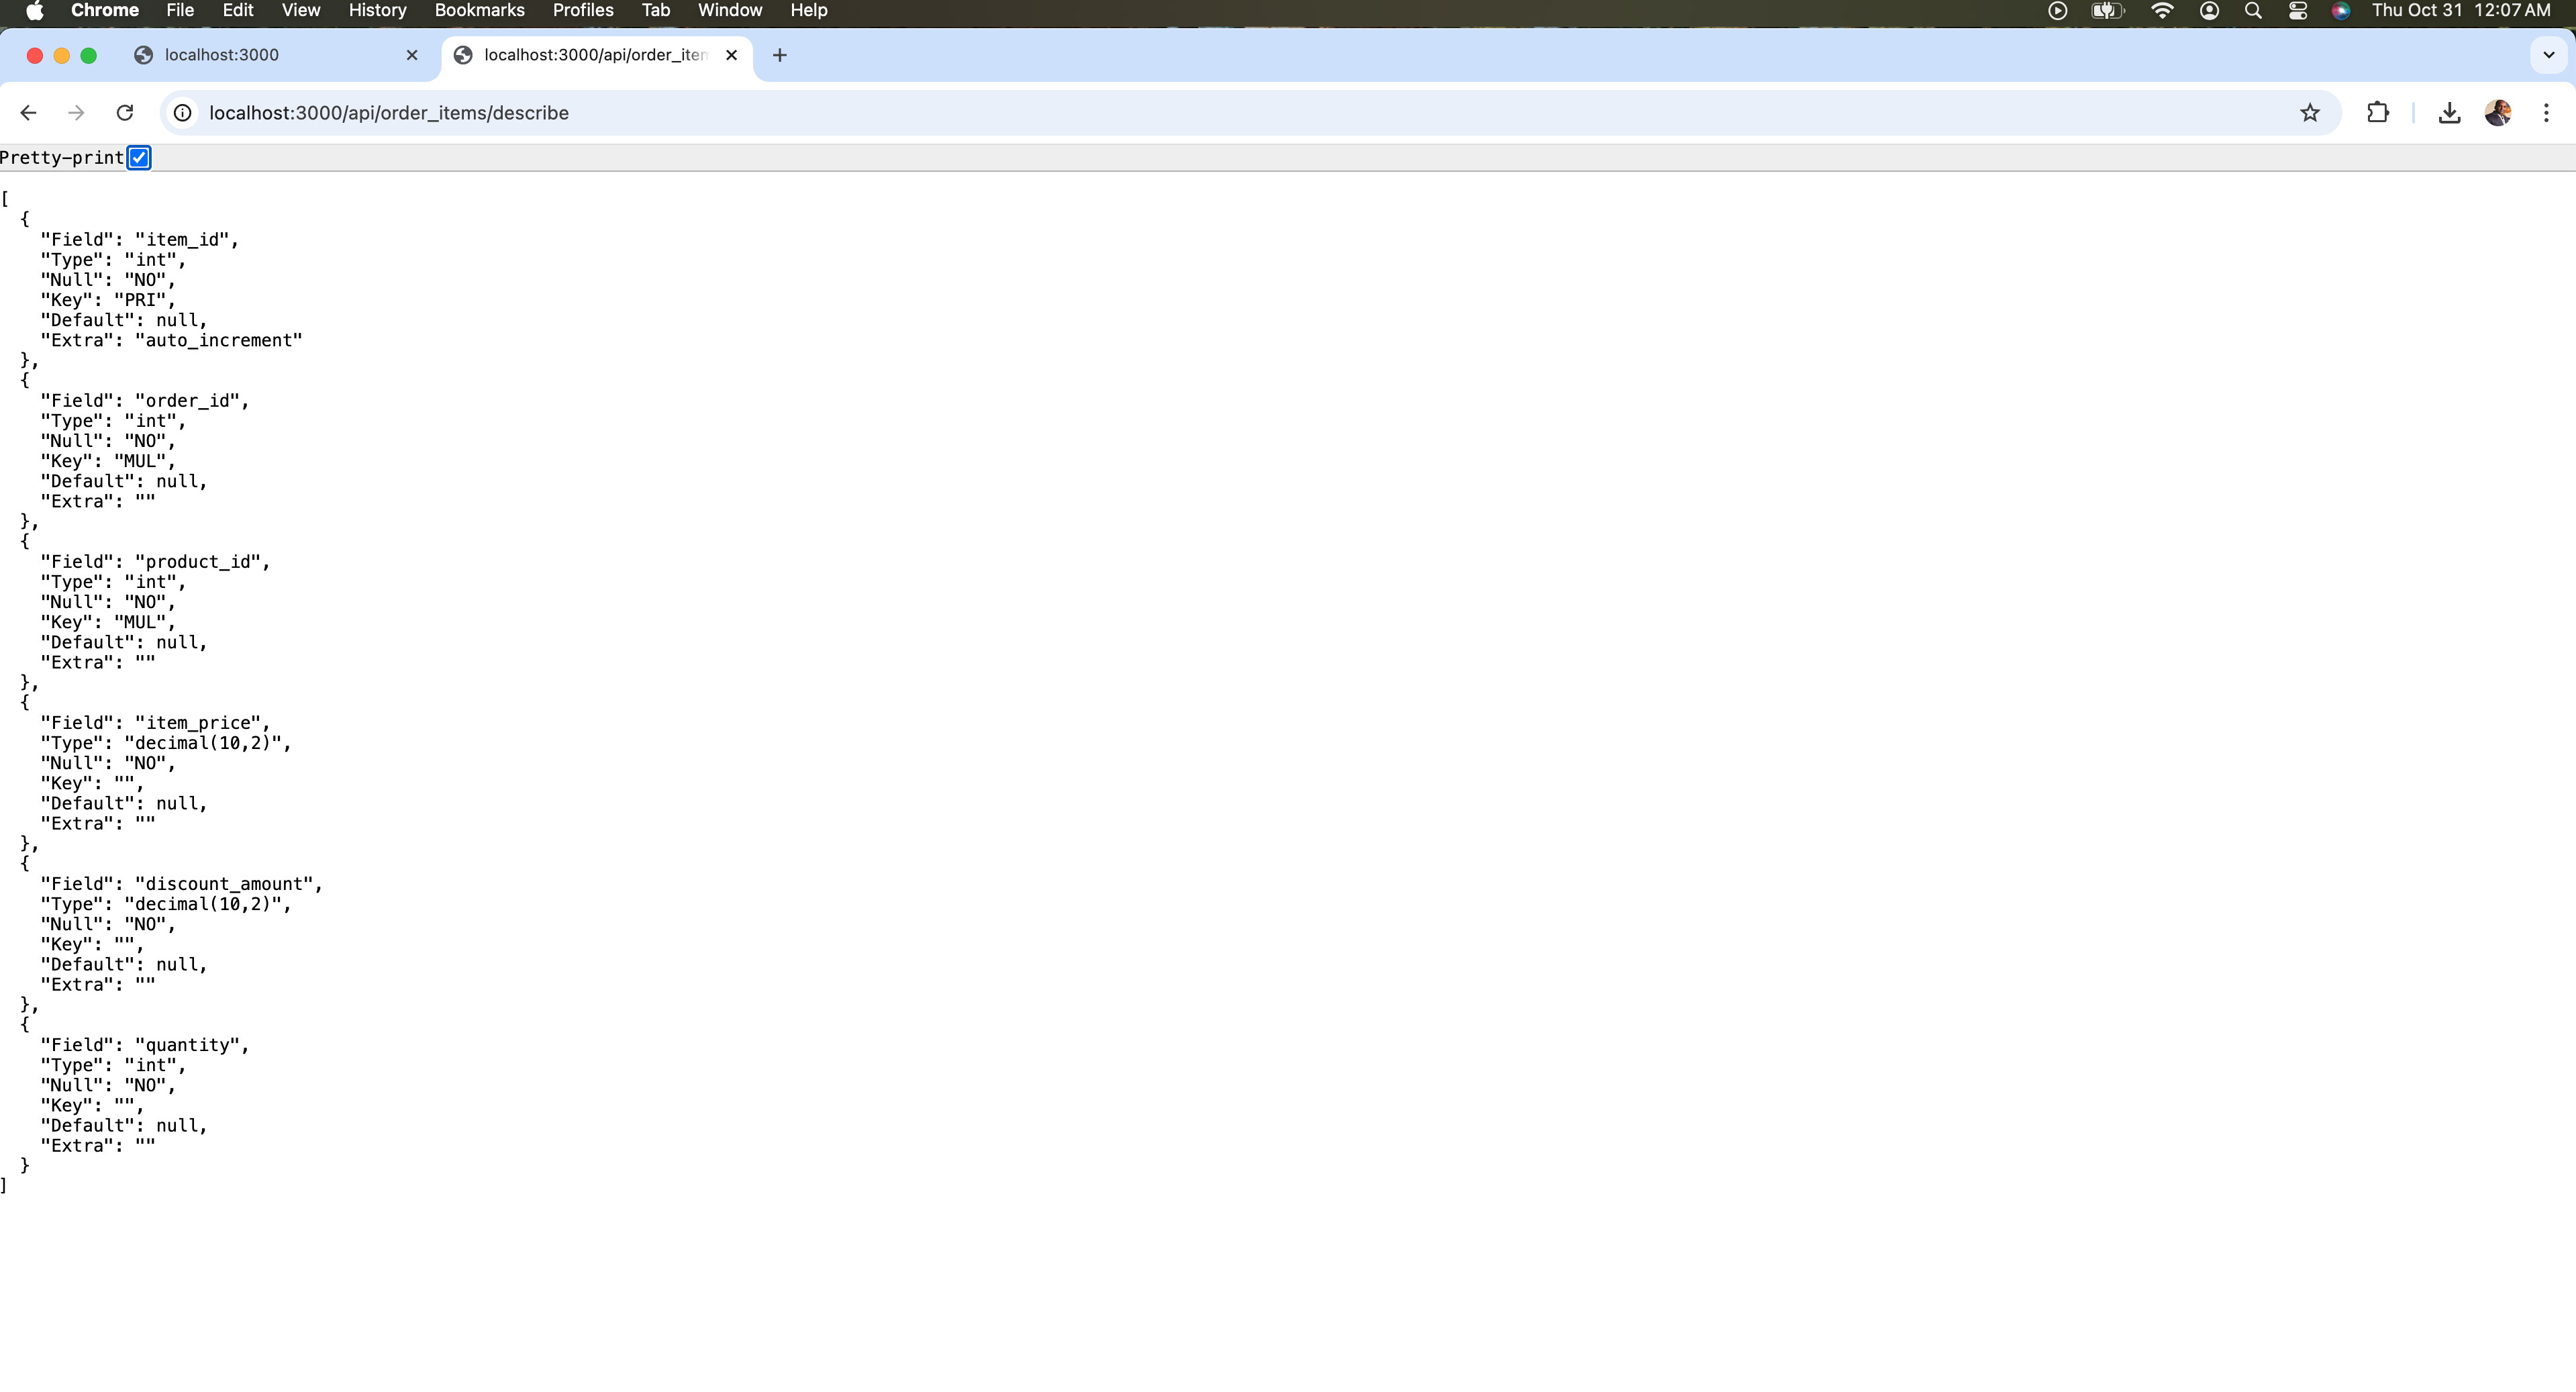 Chrome File Edit View History Bookmarks Profiles Tab Window Help Thu Oct 31 12:07 AM
localhost:3000 localhost:3000/api/order_iten
localhost:3000/api/order_items/describe
Pretty-print
[
  {
    "Field": "item_id",
    "Type": "int",
    "Null": "NO",
    "Key": "PRI",
    "Default": null,
    "Extra": "auto_increment"
  },
  {
    "Field": "order_id",
    "Type": "int",
    "Null": "NO",
    "Key": "MUL",
    "Default": null,
    "Extra": ""
  },
  {
    "Field": "product_id",
    "Type": "int",
    "Null": "NO",
    "Key": "MUL",
    "Default": null,
    "Extra": ""
  },
  {
    "Field": "item_price",
    "Type": "decimal(10,2)",
    "Null": "NO",
    "Key": "",
    "Default": null,
    "Extra": ""
  },
  {
    "Field": "discount_amount",
    "Type": "decimal(10,2)",
    "Null": "NO",
    "Key": "",
    "Default": null,
    "Extra": ""
  },
  {
    "Field": "quantity",
    "Type": "int",
    "Null": "NO",
    "Key": "",
    "Default": null,
    "Extra": ""
  }
]